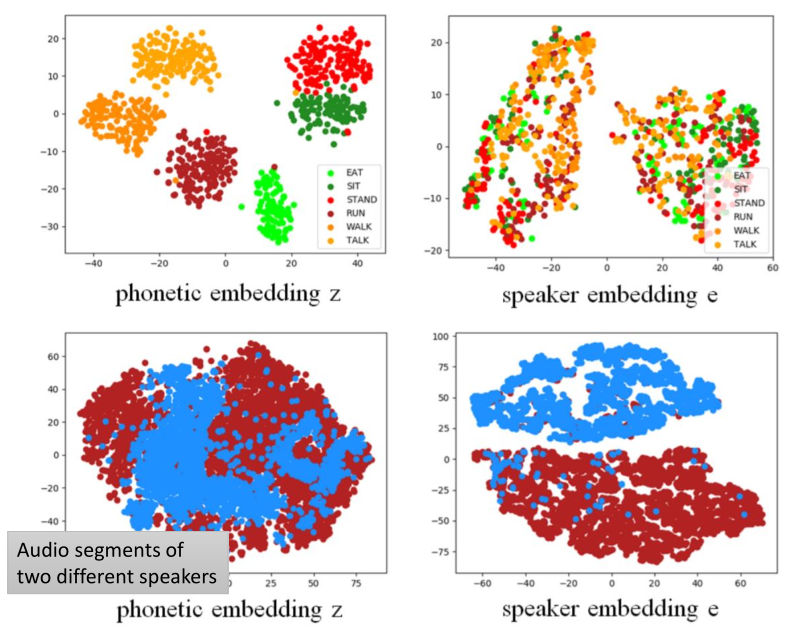 20
10
0
−10
−20
−30
−40
−20
0
20
40
EAT
SIT
STAND
RUN
WALK
TALK
phonetic embedding z
20
10
0
−10
−20
−40
−20
0
20
40
60
EAT
SIT
STAND
RUN
WALK
TALK
speaker embedding e
60
40
20
0
−20
−40
25
50
75
Audio segments of
two different speakers
phonetic embedding z
100
75
50
25
0
−25
−50
−75
−60
−40
−20
0
20
40
60
speaker embedding e